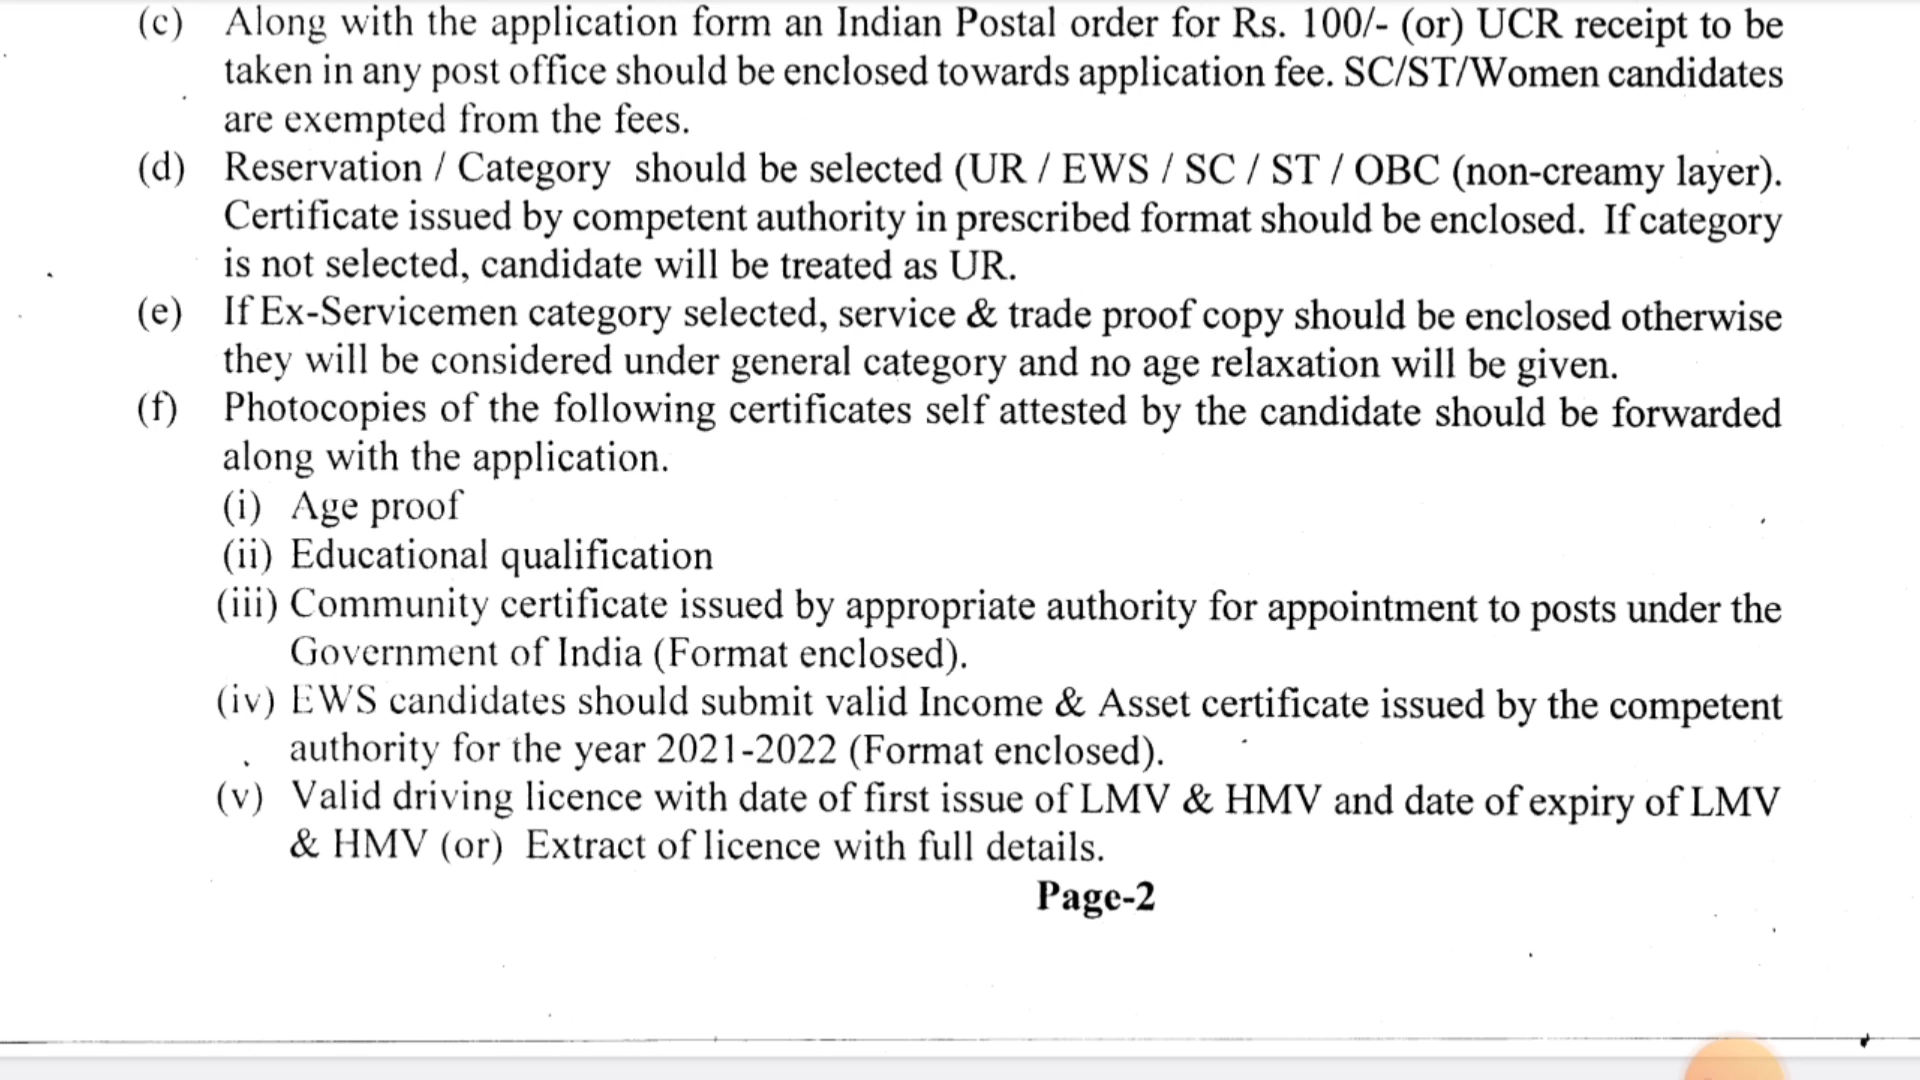 (c) Along with the application form an Indian Postal order for Rs. 100/- (or) UCR receipt to be
taken in any post office should be enclosed towards application fee. SC/ST/Women candidates
are exempted from the fees.
(d) Reservation / Category should be selected (UR / EWS / SC / ST / OBC (non-creamy layer).
Certificate issued by competent authority in prescribed format should be enclosed. If category
is not selected, candidate will be treated as UR.
(e) If Ex-Servicemen category selected, service & trade proof copy should be enclosed otherwise
they will be considered under general category and no age relaxation will be given.
(f) Photocopies of the following certificates self attested by the candidate should be forwarded
along with the application.
(i) Age proof
(ii) Educational qualification
(iii) Community certificate issued by appropriate authority for appointment to posts under the
Government of India (Format enclosed).
(iv) EWS candidates should submit valid Income & Asset certificate issued by the competent
authority for the year 2021-2022 (Format enclosed).
(v) Valid driving licence with date of first issue of LMV & HMV and date of expiry of LMV
& HMV (or) Extract of licence with full details.
Page-2